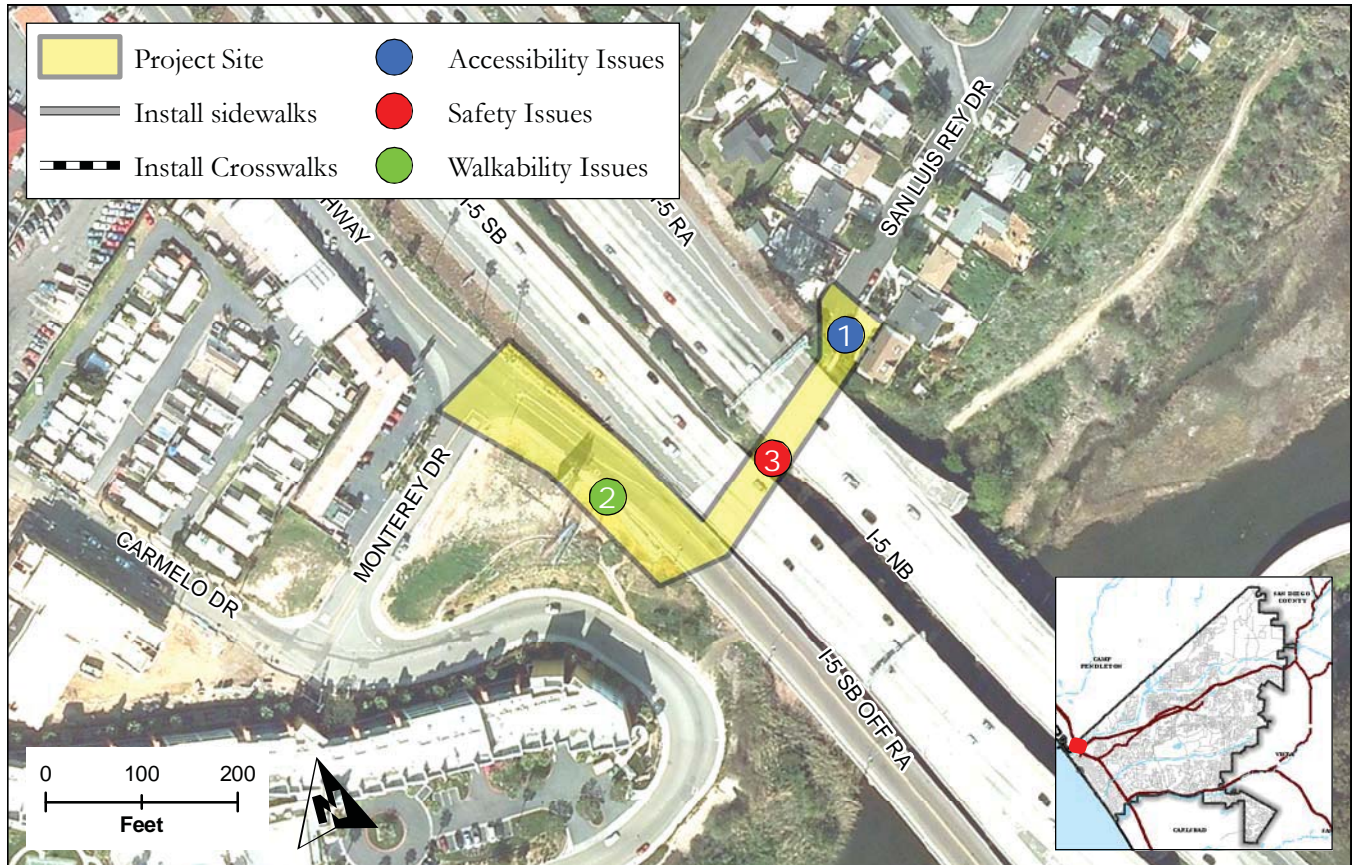 Project Site
Install sidewalks
Install Crosswalks
Accessibility Issues
Safety Issues
Walkability Issues
HWAY
I-5 SB
I-5 RA
SAN LUIS REY DR
1
2
3
MONTEREY DR
CARMELO DR
I-5 NB
I-5 SB OFF RA
0 100 200
Feet
N
SAN DIEGO
COUNTY
CAMP
PENDLETON
VISTA
CARLSBAD